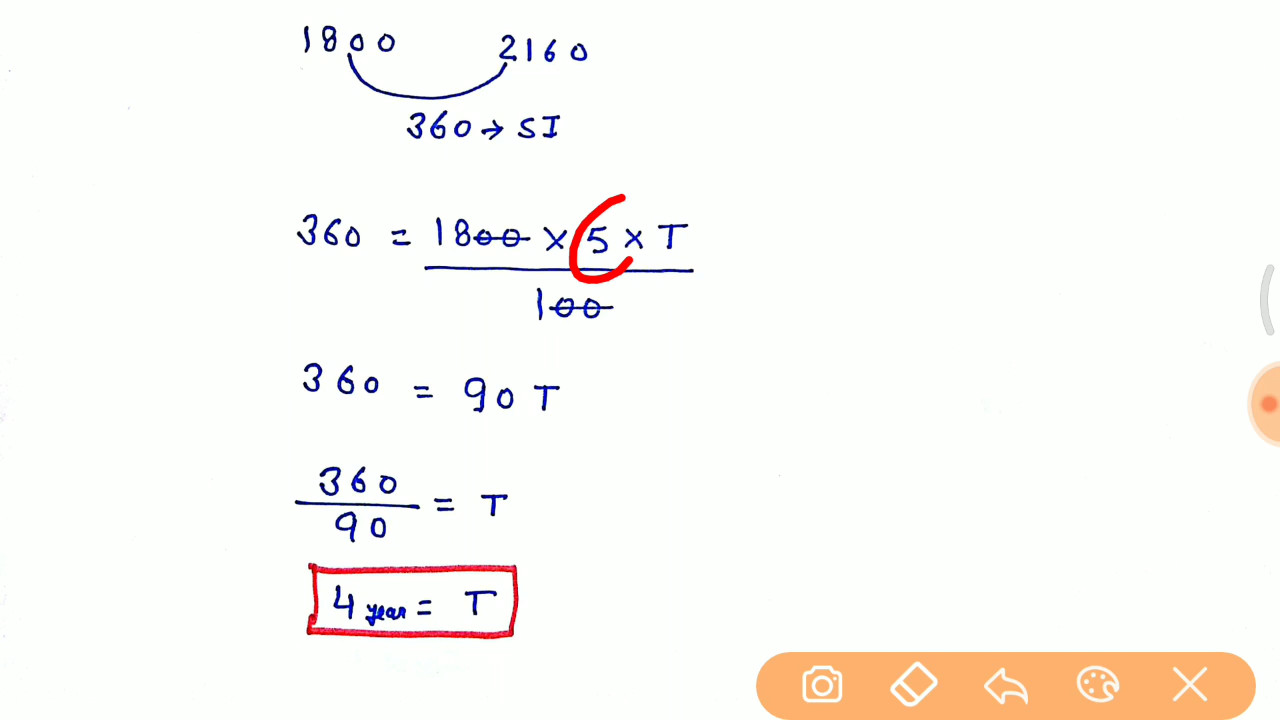 1800 2160
360 → SI
360 = 1800 × 5 × T
100
360 = 90 T
360
90 = T
4 year = T